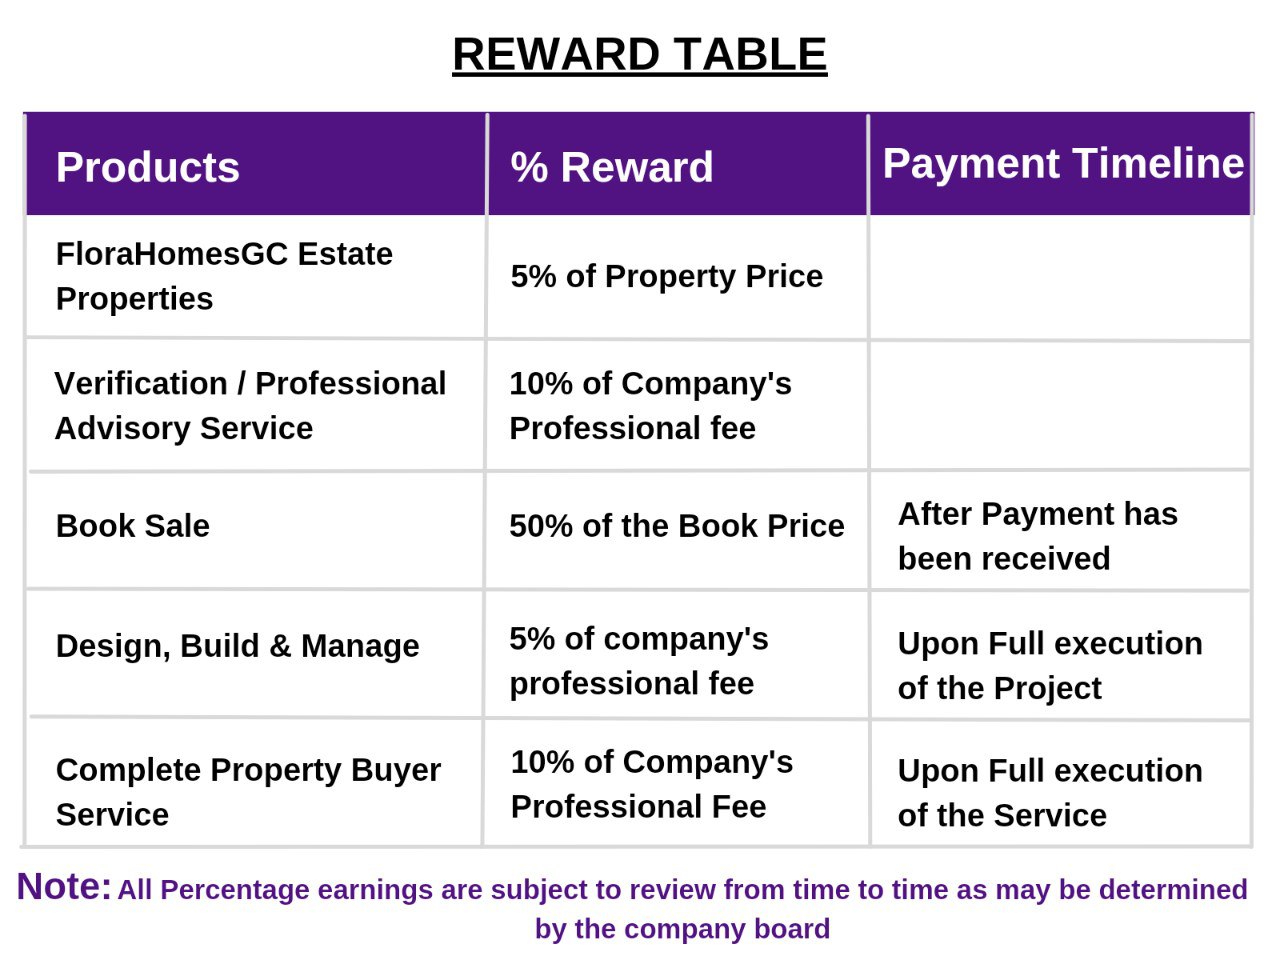 REWARD TABLE
Products
% Reward
Payment Timeline
FloraHomesGC Estate
Properties
5% of Property Price
Verification / Professional
Advisory Service
10% of Company's
Professional fee
Book Sale
50% of the Book Price
After Payment has
been received
Design, Build & Manage
5% of company's
professional fee
Upon Full execution
of the Project
Complete Property Buyer
Service
10% of Company's
Professional Fee
Upon Full execution
of the Service
Note: All Percentage earnings are subject to review from time to time as may be determined
by the company board